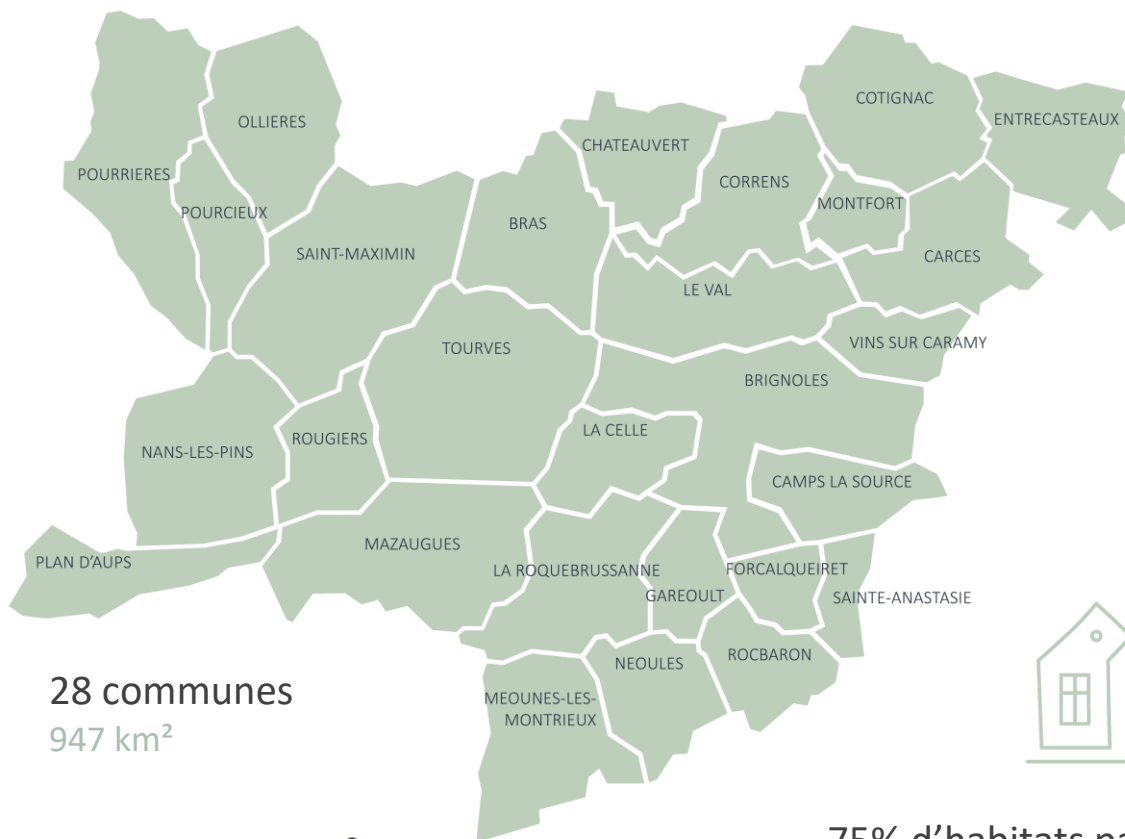 COTIGNAC
ENTRECASTEAUX
OLLIERES
CHATEAUVERT
POURRIERES
CORRENS
MONTFORT
POURCIEUX
BRAS
SAINT-MAXIMIN
CARCES
LE VAL
TOURVES
VINS SUR CARAMY
BRIGNOLES
LA CELLE
ROUGIERS
NANS-LES-PINS
CAMPS LA SOURCE
MAZAUGUES
PLAN D'AUPS
LA ROQUEBRUSSANNE
FORCALQUEIRET
GAREOULT
SAINTE-ANASTASIE
ROCBARON
NEOULES
MEOUNES-LES-
MONTRIEUX
28 communes
947 km²
75% d'habitats